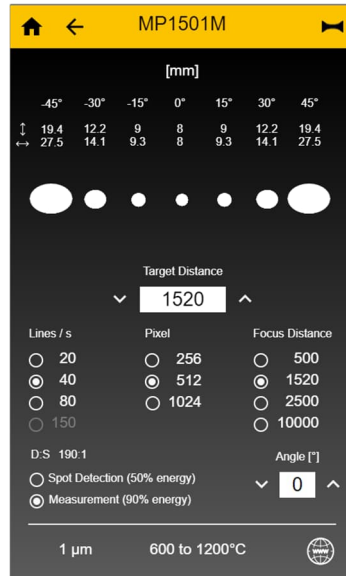 MP1501M
[mm]
-45° -30° -15° 0° 15° 30° 45°
↕ 19.4 12.2 9 8 9 12.2 19.4
↔ 27.5 14.1 9.3 8 9.3 14.1 27.5
Target Distance
1520
Lines / s Pixel Focus Distance
20 256 500
40 512 1520
80 1024 2500
150 10000
D:S 190:1 Angle [°]
Spot Detection (50% energy)
Measurement (90% energy) 0
1 µm 600 to 1200°C www